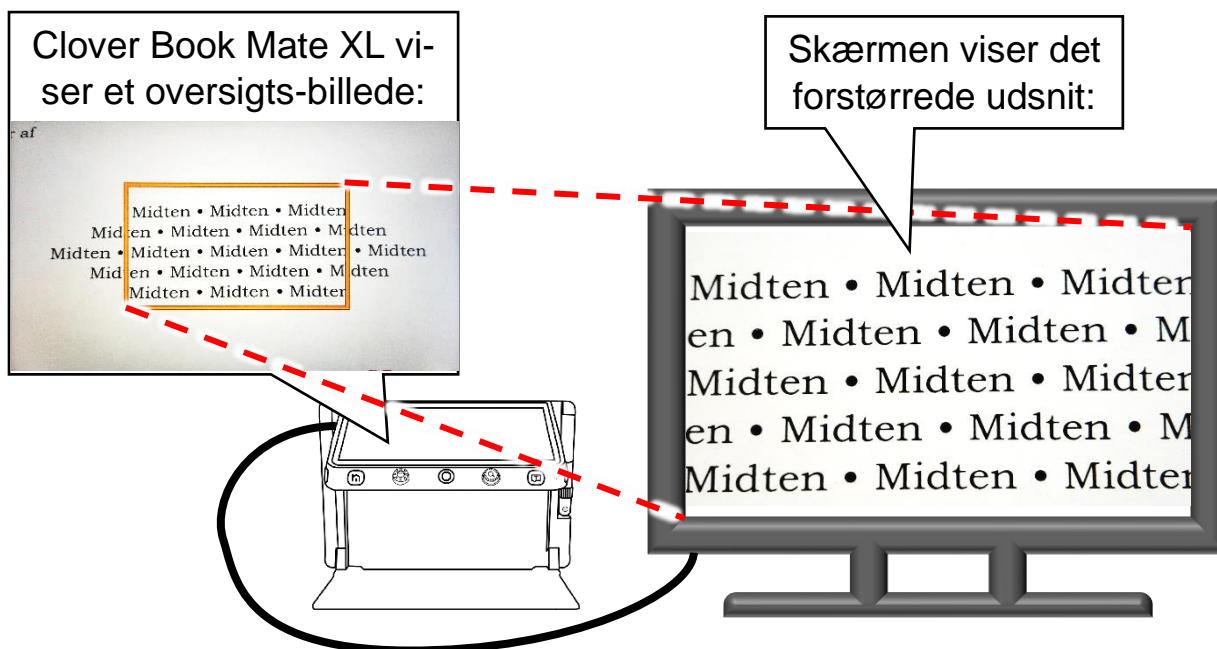 Clover Book Mate XL vi-
ser et oversigts-billede:
r af
Midten • Midten • Midten
Midten • Midten • Midten • Midten
Midten • Midten • Midten • Midten • Midten
Midten • Midten • Midten • Midten
Midten • Midten • Midten
Skærmen viser det
forstørrede udsnit:
Midten • Midten • Midten
en • Midten • Midten • M
Midten • Midten • Midten
en • Midten • Midten • M
Midten • Midten • Midten